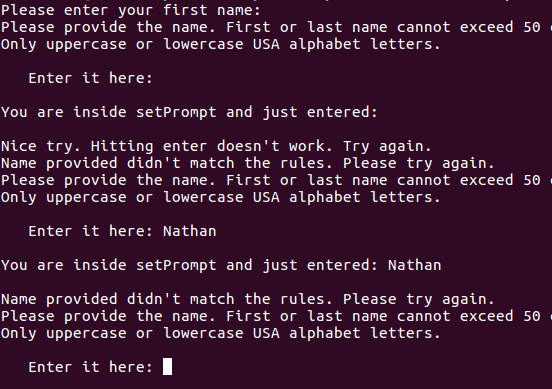 Please enter your first name:
Please provide the name. First or last name cannot exceed 50
Only uppercase or lowercase USA alphabet letters.
Enter it here:
You are inside setPrompt and just entered:
Nice try. Hitting enter doesn't work. Try again.
Name provided didn't match the rules. Please try again.
Please provide the name. First or last name cannot exceed 50
Only uppercase or lowercase USA alphabet letters.
Enter it here: Nathan
You are inside setPrompt and just entered: Nathan
Name provided didn't match the rules. Please try again.
Please provide the name. First or last name cannot exceed 50
Only uppercase or lowercase USA alphabet letters.
Enter it here: